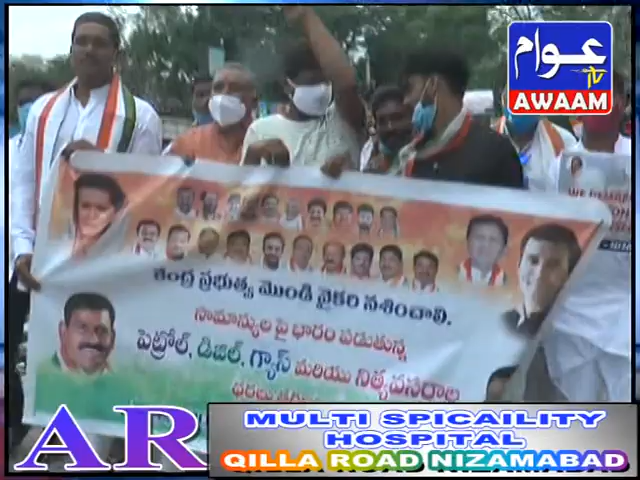 عوام
TV
AWAAM
కేంద్ర ప్రభుత్వ మొండి వైఖరి నశించాలి.
సామాన్యుల పై భారం పడుతున్న
పెట్రోల్, డిజిల్, గ్యాస్ మరియు నిత్యవసరాల
AR
MULTI SPICAILITY
HOSPITAL
QILLA ROAD NIZAMABAD